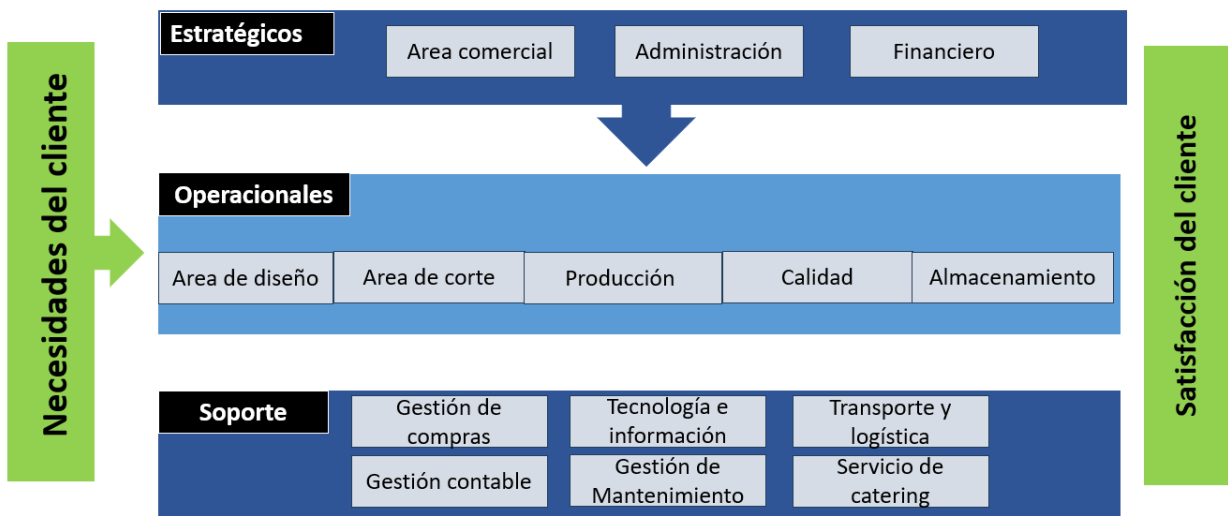 Necesidades del cliente
Estratégicos
Area comercial
Administración
Financiero
Operacionales
Area de diseño
Area de corte
Producción
Calidad
Almacenamiento
Soporte
Gestión de
compras
Tecnología e
información
Transporte y
logística
Gestión contable
Gestión de
Mantenimiento
Servicio de
catering
Satisfacción del cliente